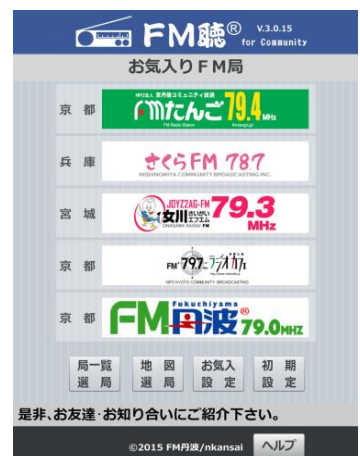 FM聴® V.3.0.15
for Community
お気入りＦＭ局
京 都
NPO法人 京丹後コミュニティ放送
fmたんご 79.4 MHz
FM Radio Station
兵 庫
さくらFM 787
NISHINOMIYA COMMUNITY BROADCASTING INC.
宮 城
JOYZ2AG-FM
女川さいがいエフエム 79.3 MHz
ONAGAWA SAIGAI FM
京 都
FM 79.7 ラジオカフェ
NPO KYOTO COMMUNITY BROADCASTING
京 都
Fukuchiyama
FM丹波® 79.0MHZ
局一覧 地 図 お気入 初 期
選 局 選 局 設 定 設 定
是非、お友達・お知り合いにご紹介下さい。
©2015 FM丹波/nkansai ヘルプ